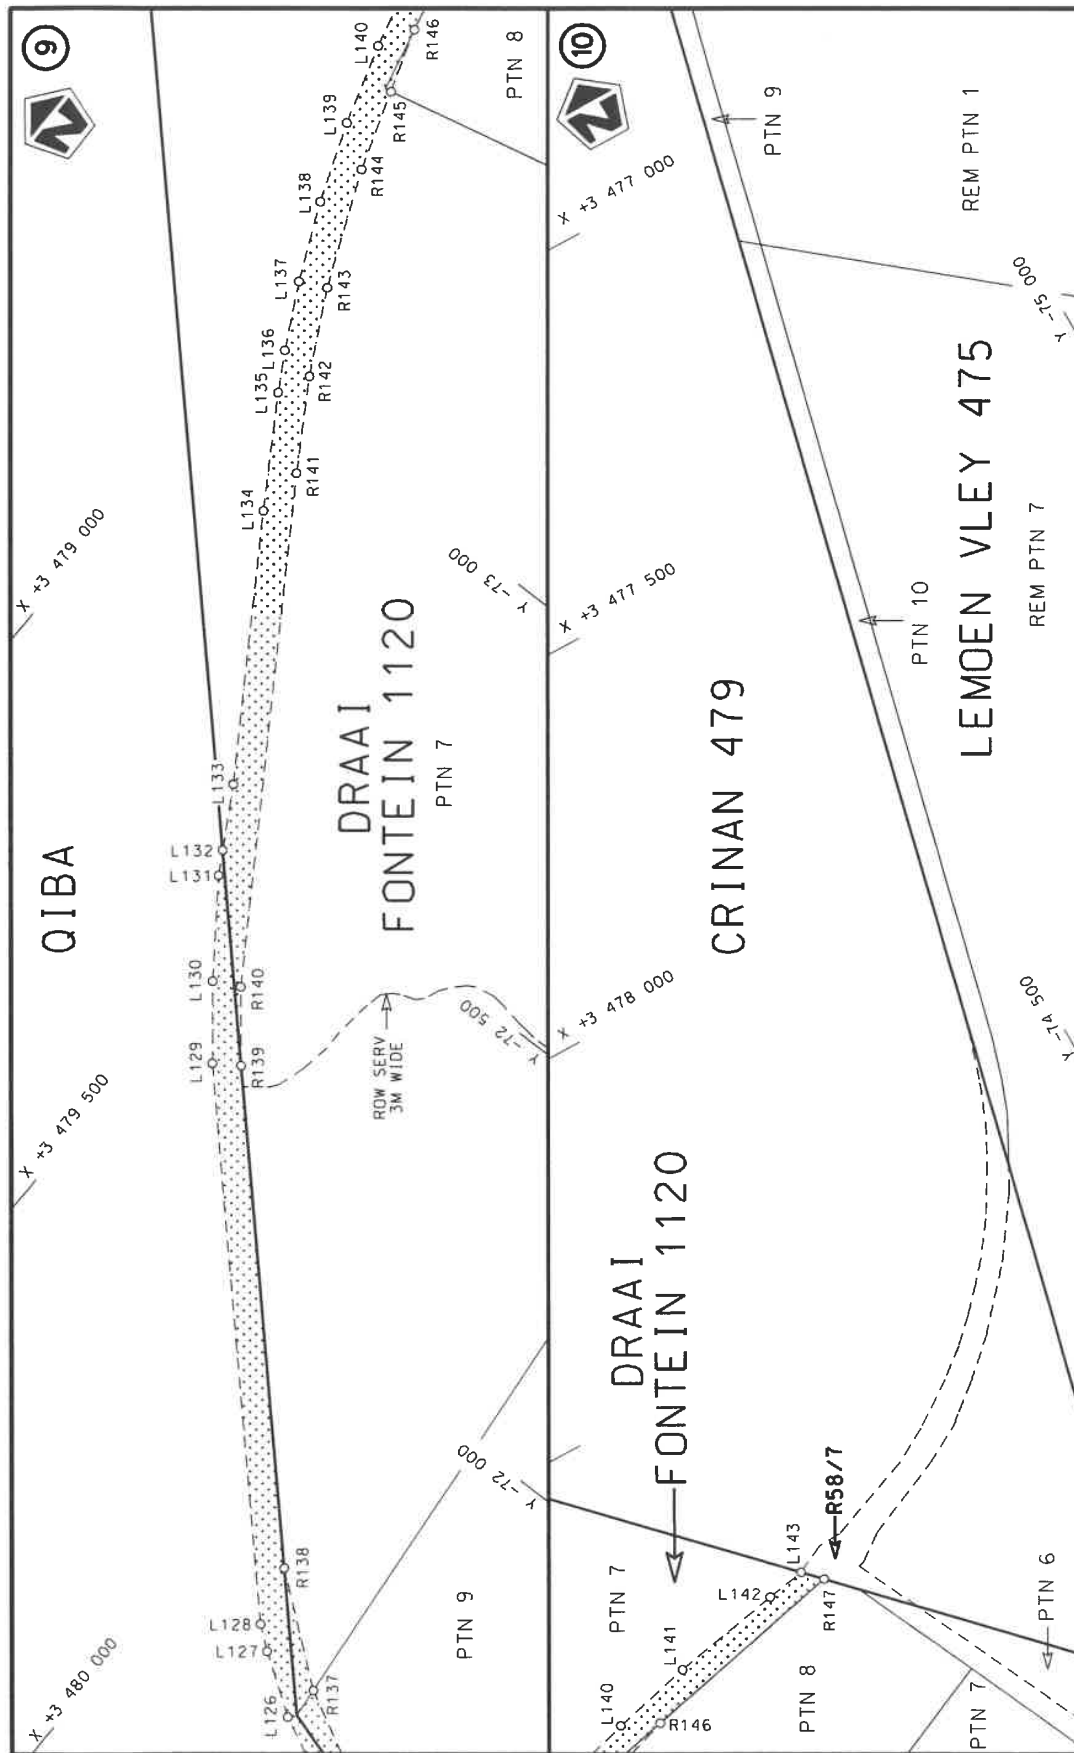 9
N
QIBA
X +3 480 000
X +3 479 500
X +3 479 000
L126
L127
L128
L129
L130
L131
L132
L133
L134
L135
L136
L137
L138
L139
L140
R137
R138
R139
R140
R141
R142
R143
R144
R145
R146
PTN 9
ROW SERV
3M WIDE
DRAAI
FONTEIN 1120
PTN 7
PTN 8
Y -72 000
Y -72 500
Y -73 000
10
N
X +3 478 000
X +3 477 500
X +3 477 000
L140
L141
L142
L143
R146
R147
R58/7
PTN 7
PTN 8
PTN 7
PTN 6
DRAAI
FONTEIN 1120
CRINAN 479
PTN 9
PTN 10
LEMOEN VLEY 475
REM PTN 7
REM PTN 1
Y -74 500
Y -75 000